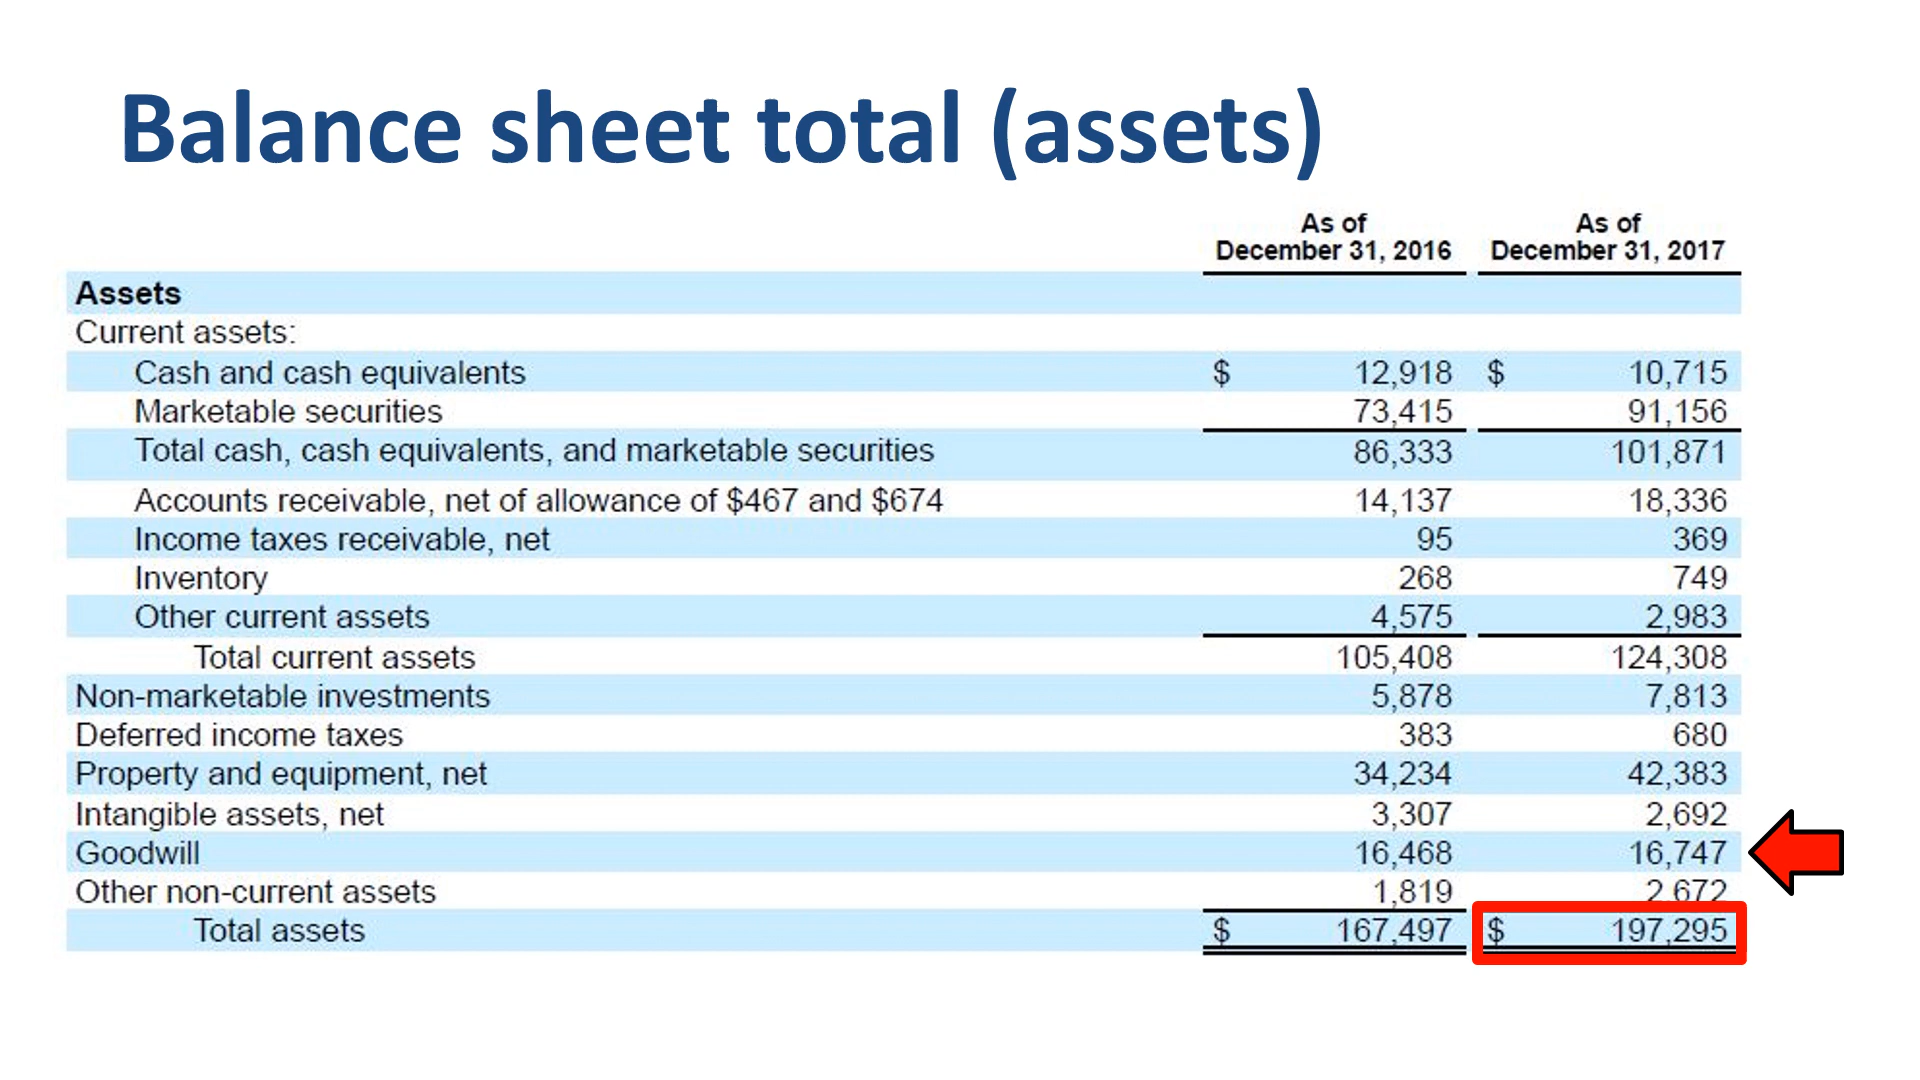 Balance sheet total (assets)
As of As of
December 31, 2016 December 31, 2017
Assets
Current assets:
Cash and cash equivalents $ 12,918 $ 10,715
Marketable securities 73,415 91,156
Total cash, cash equivalents, and marketable securities 86,333 101,871
Accounts receivable, net of allowance of $467 and $674 14,137 18,336
Income taxes receivable, net 95 369
Inventory 268 749
Other current assets 4,575 2,983
Total current assets 105,408 124,308
Non-marketable investments 5,878 7,813
Deferred income taxes 383 680
Property and equipment, net 34,234 42,383
Intangible assets, net 3,307 2,692
Goodwill 16,468 16,747
Other non-current assets 1,819 2,672
Total assets $ 167,497 $ 197,295